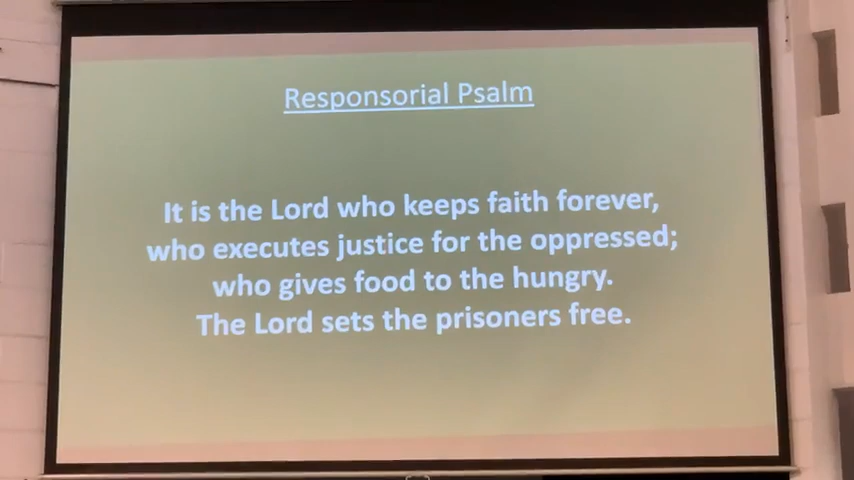 Responsorial Psalm
It is the Lord who keeps faith forever,
who executes justice for the oppressed;
who gives food to the hungry.
The Lord sets the prisoners free.